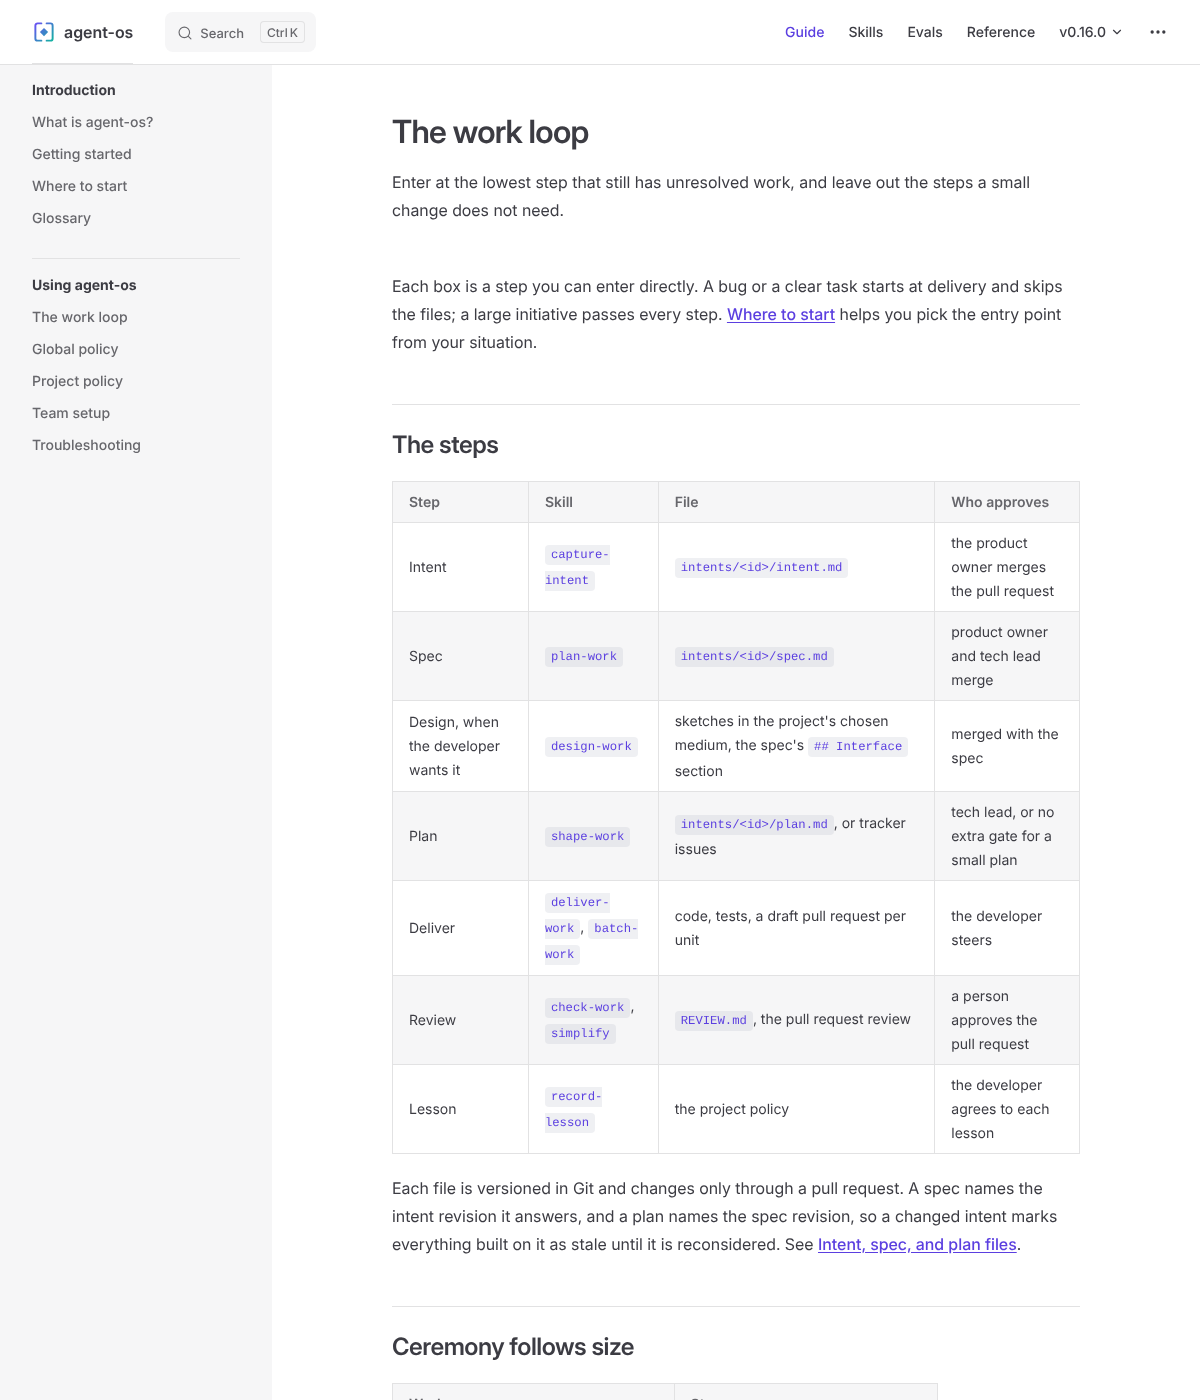 agent-os
Search Ctrl K
Guide Skills Evals Reference v0.16.0
Introduction
What is agent-os?
Getting started
Where to start
Glossary
Using agent-os
The work loop
Global policy
Project policy
Team setup
Troubleshooting
The work loop
Enter at the lowest step that still has unresolved work, and leave out the steps a small
change does not need.
Each box is a step you can enter directly. A bug or a clear task starts at delivery and skips
the files; a large initiative passes every step. Where to start helps you pick the entry point
from your situation.
The steps
Step Skill File Who approves
Intent
capture-
intent
intents/<id>/intent.md
the product
owner merges
the pull request
Spec
plan-work
intents/<id>/spec.md
product owner
and tech lead
merge
Design, when
the developer
wants it
design-work
sketches in the project's chosen
medium, the spec's ## Interface
section
merged with the
spec
Plan
shape-work
intents/<id>/plan.md, or tracker
issues
tech lead, or no
extra gate for a
small plan
Deliver
deliver-
work, batch-
work
code, tests, a draft pull request per
unit
the developer
steers
Review
check-work,
simplify
REVIEW.md, the pull request review
a person
approves the
pull request
Lesson
record-
lesson
the project policy
the developer
agrees to each
lesson
Each file is versioned in Git and changes only through a pull request. A spec names the
intent revision it answers, and a plan names the spec revision, so a changed intent marks
everything built on it as stale until it is reconsidered. See Intent, spec, and plan files.
Ceremony follows size